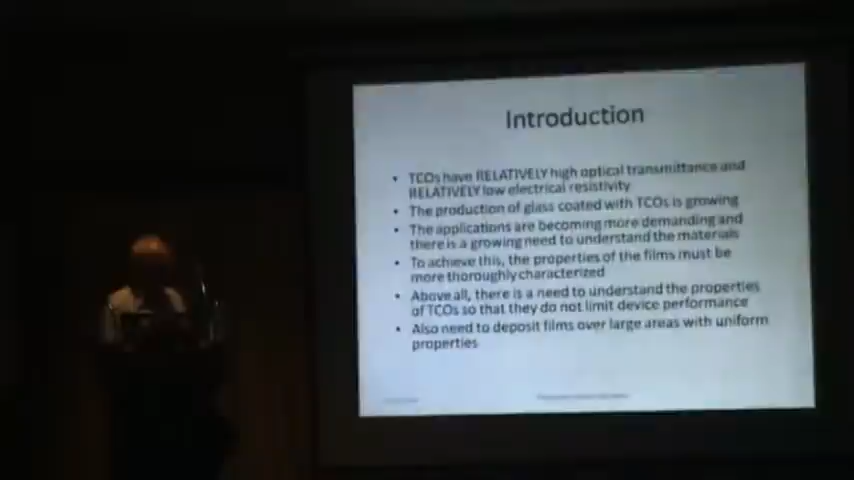 Introduction
• TCOs have RELATIVELY high optical transmittance and
RELATIVELY low electrical resistivity
• The production of glass coated with TCOs is growing
• The applications are becoming more demanding and
there is a growing need to understand the materials
• To achieve this, the properties of the films must be
more thoroughly characterized
• Above all, there is a need to understand the properties
of TCOs so that they do not limit device performance
• Also need to deposit films over large areas with uniform
properties